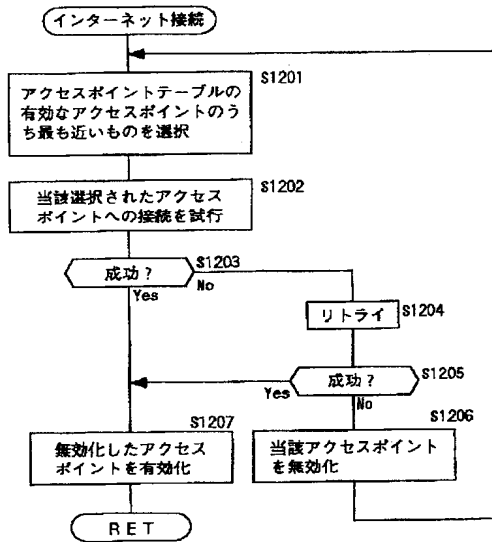 インターネット接続
S1201
アクセスポイントテーブルの
有効なアクセスポイントのう
ち最も近いものを選択
S1202
当該選択されたアクセス
ポイントへの接続を試行
S1203
成功?
Yes
No
リトライ
S1204
成功?
S1205
Yes
No
S1207
無効化したアクセス
ポイントを有効化
S1206
当該アクセスポイント
を無効化
RET